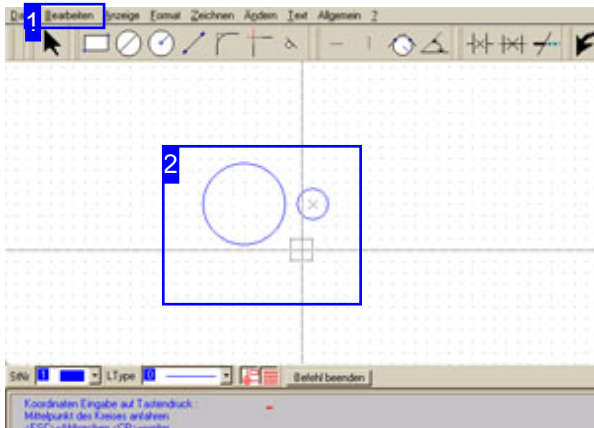 Bearbeiten Anzeige Format Zeichnen Ändern Text Allgemein ?
1
2
StNr 1 LType 0 Befehl beenden
Koordinaten Eingabe auf Tastendruck :
Mittelpunkt des Kreises anfahren